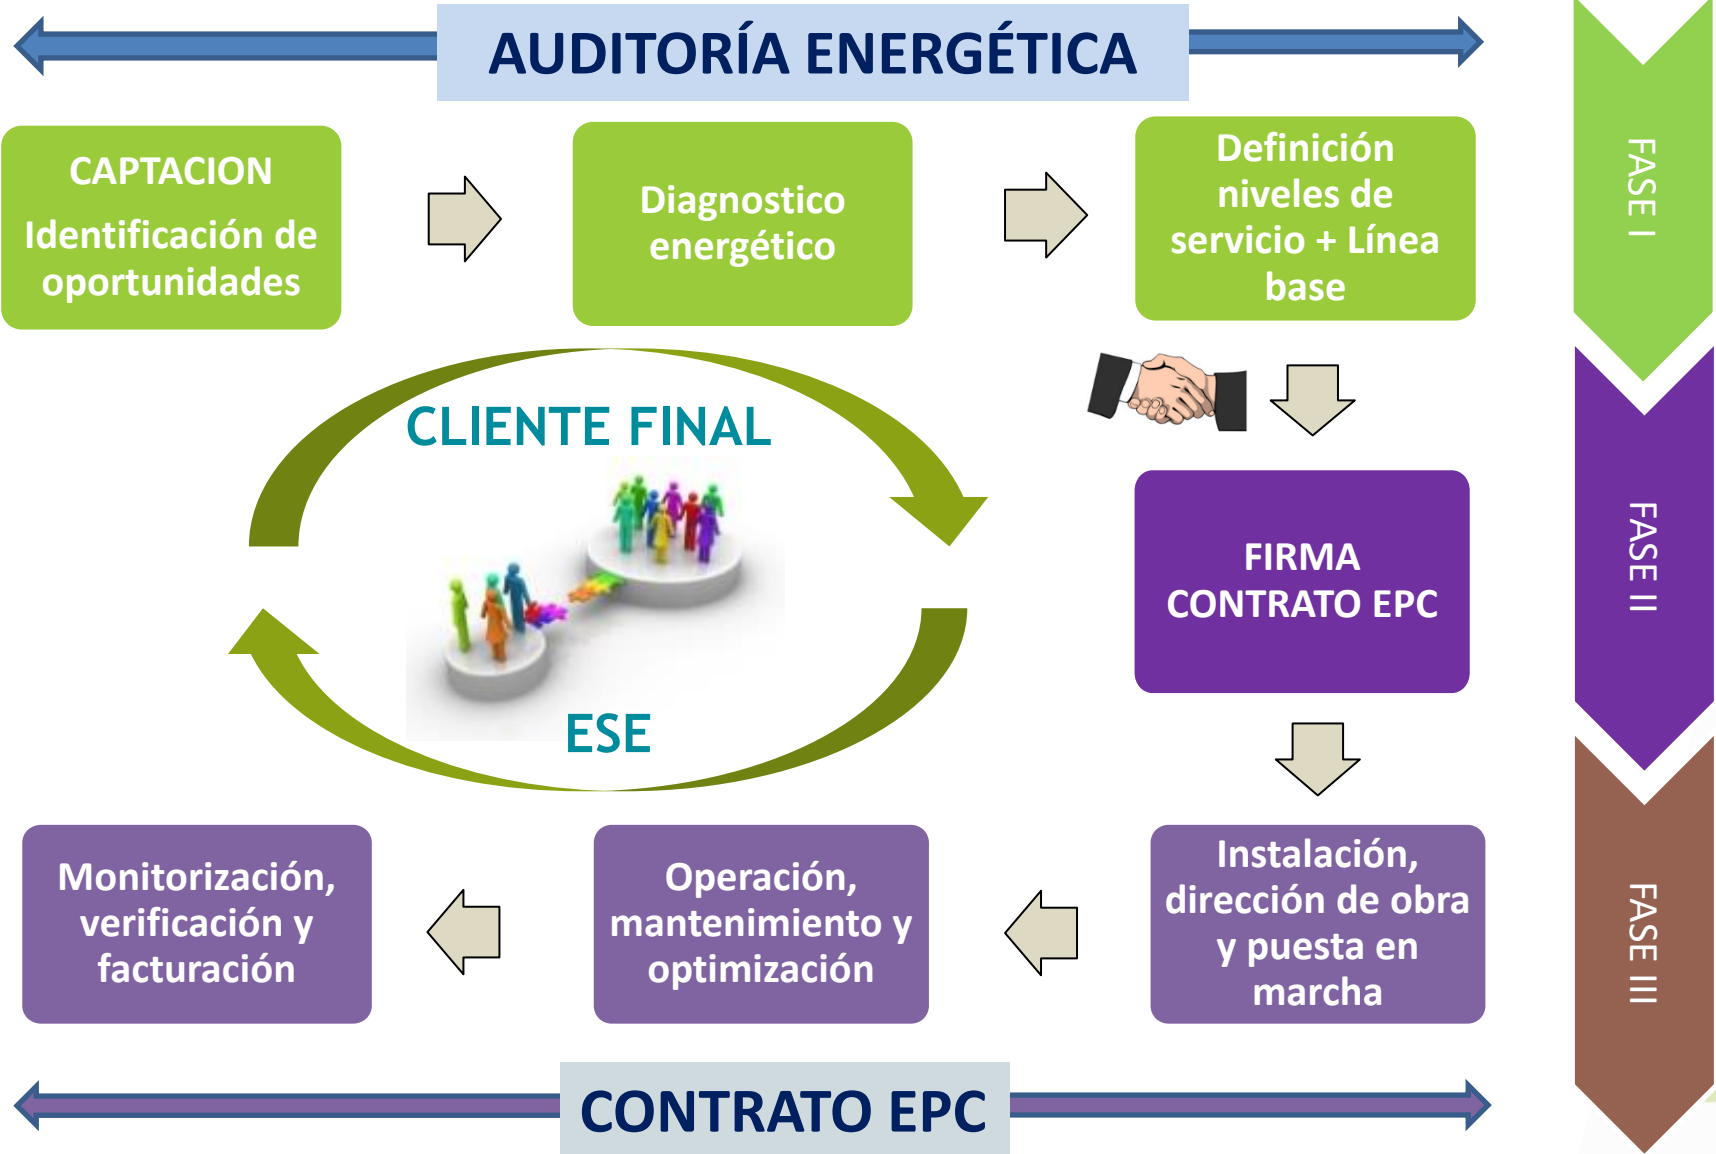 AUDITORÍA ENERGÉTICA
CAPTACION
Identificación de
oportunidades
Diagnostico
energético
Definición
niveles de
servicio + Línea
base
FASE I
CLIENTE FINAL
ESE
FIRMA
CONTRATO EPC
FASE II
Monitorización,
verificación y
facturación
Operación,
mantenimiento y
optimización
Instalación,
dirección de obra
y puesta en
marcha
FASE III
CONTRATO EPC